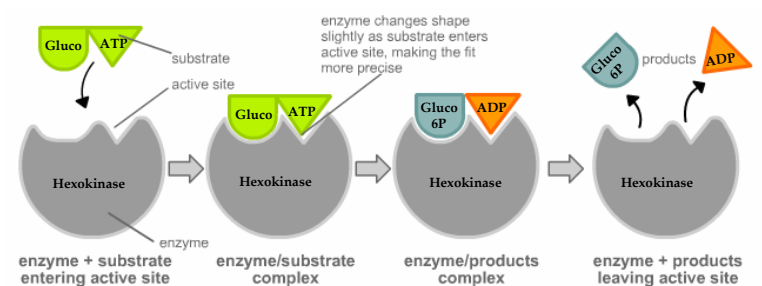 Gluco
ATP
substrate
active site
enzyme changes shape
slightly as substrate enters
active site, making the fit
more precise
Hexokinase
enzyme
enzyme + substrate
entering active site
Gluco
ATP
Hexokinase
enzyme/substrate
complex
Gluco
6P
ADP
Hexokinase
enzyme/products
complex
Gluco
6P
products
ADP
Hexokinase
enzyme + products
leaving active site